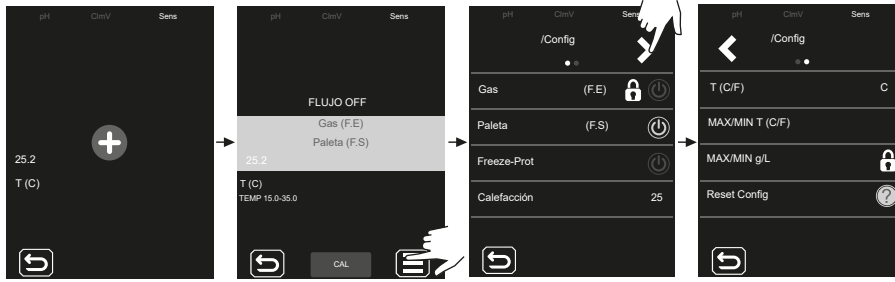 pH ClmV Sens
25.2
T (C)
pH ClmV Sens
FLUJO OFF
Gas (F.E)
Paleta (F.S)
25.2
T (C)
TEMP 15.0-35.0
CAL
pH ClmV Sens
/Config
Gas (F.E)
Paleta (F.S)
Freeze-Prot
Calefacción 25
pH ClmV Sens
/Config
T (C/F) C
MAX/MIN T (C/F)
MAX/MIN g/L
Reset Config ?